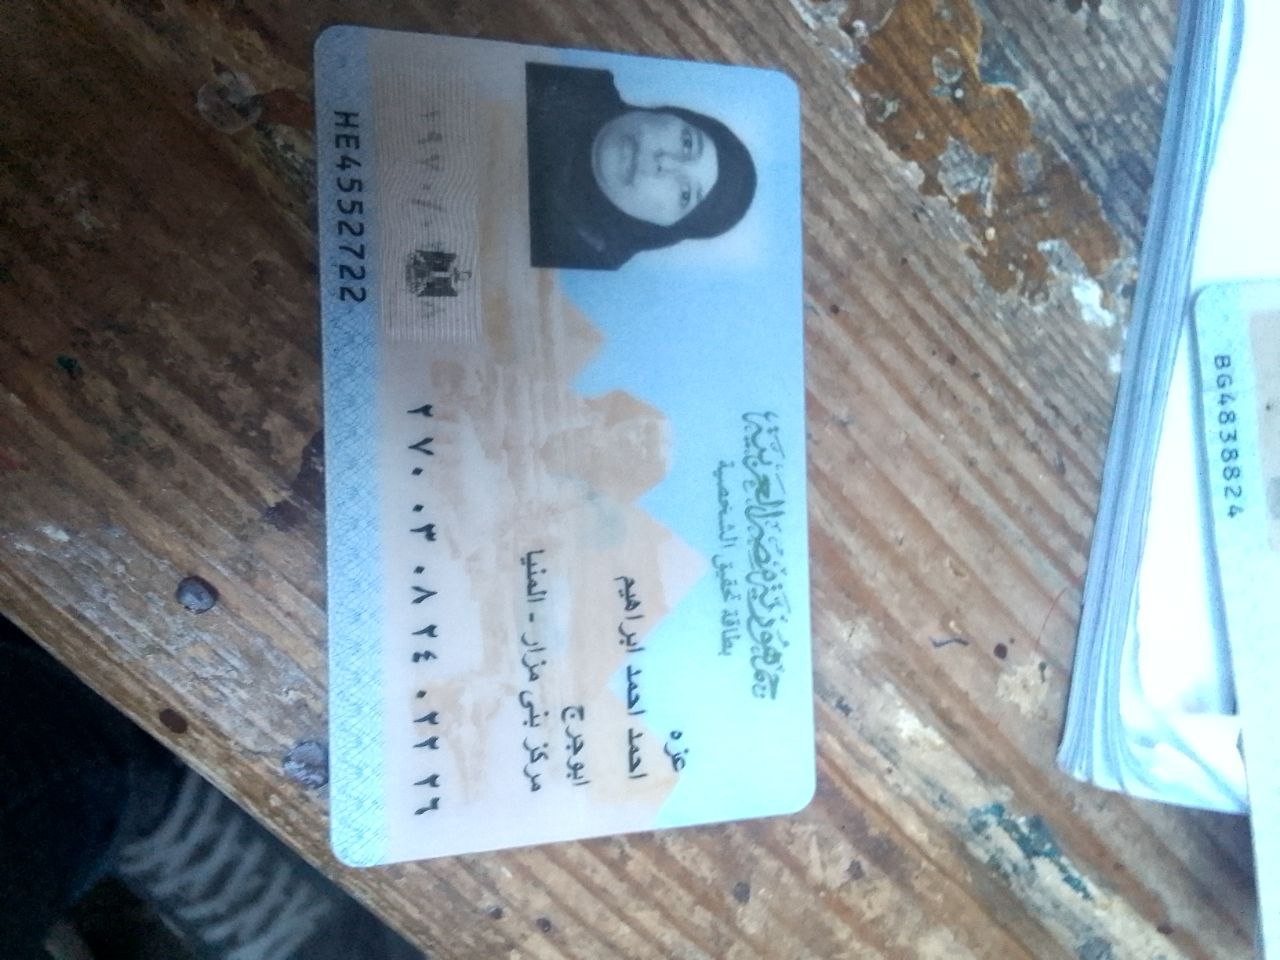 جمهورية مصر العربية
بطاقة تحقيق الشخصية
عزه
احمد احمد ابراهيم
ابوجرج
مركز بنى مزار - المنيا
٢٧٠٠٣٠٨٢٤٠٢٢٢٦
HE4552722
BG4838824